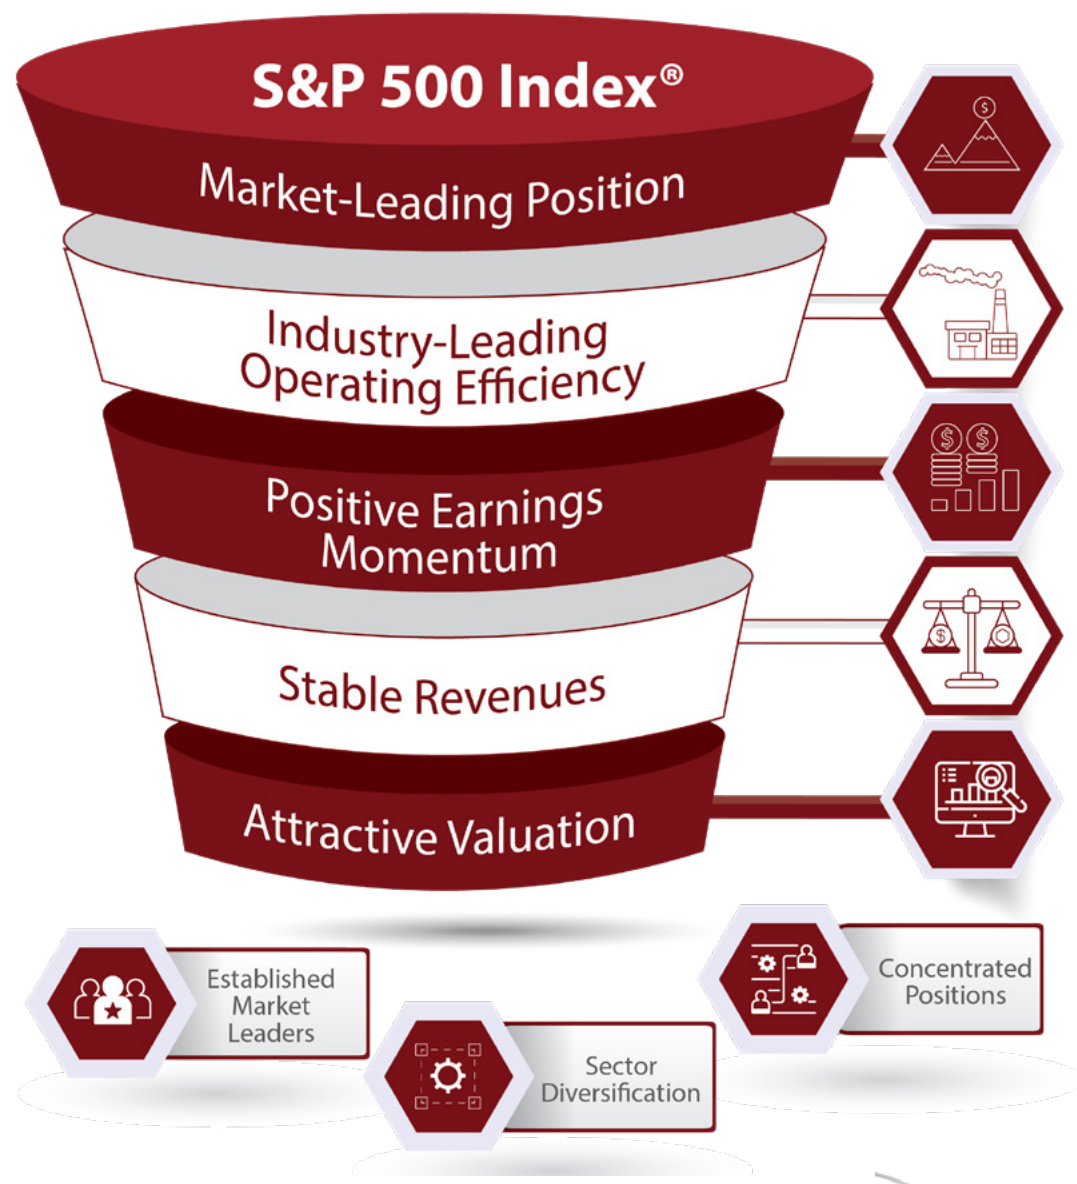 S&P 500 Index®
Market-Leading Position
Industry-Leading
Operating Efficiency
Positive Earnings
Momentum
Stable Revenues
Attractive Valuation
Established
Market
Leaders
Sector
Diversification
Concentrated
Positions